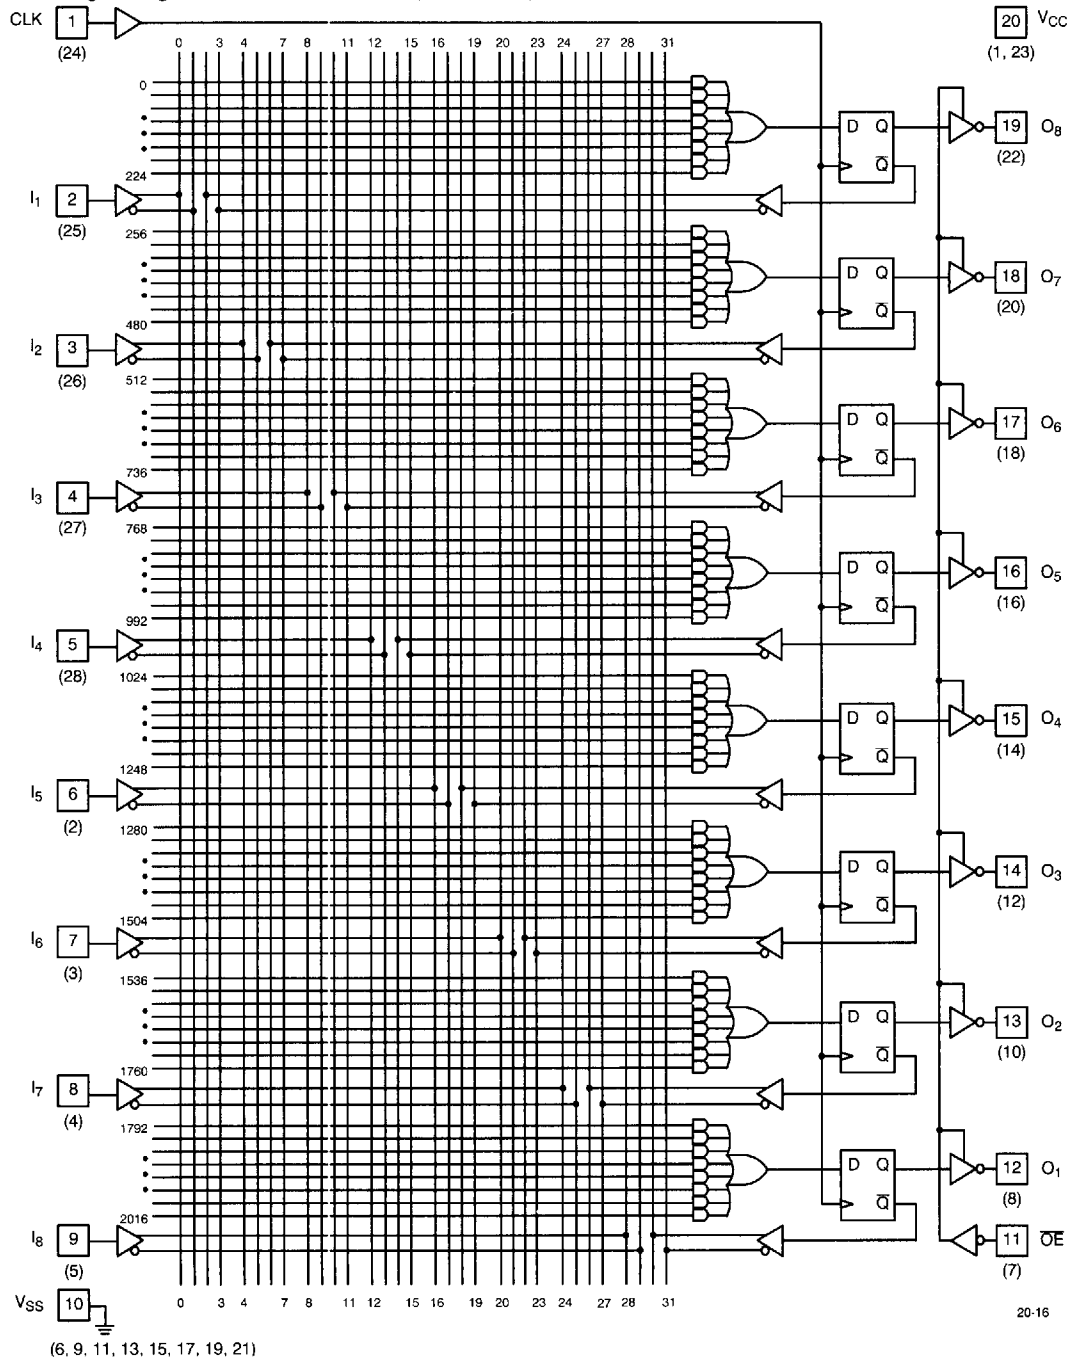 CLK 1 20 VCC
(24) (1, 23)
0 3 4 7 8 11 12 15 16 19 20 23 24 27 28 31
0
D Q 19 O8
Q̅ (22)
224
I1 2
(25)
256
D Q 18 O7
Q̅ (20)
480
I2 3
(26)
512
D Q 17 O6
Q̅ (18)
736
I3 4
(27)
768
D Q 16 O5
Q̅ (16)
992
I4 5
(28)
1024
D Q 15 O4
Q̅ (14)
1248
I5 6
(2)
1280
D Q 14 O3
Q̅ (12)
1504
I6 7
(3)
1536
D Q 13 O2
Q̅ (10)
1760
I7 8
(4)
1792
D Q 12 O1
Q̅ (8)
2016
I8 9 11 O̅E̅
(5) (7)
VSS 10 0 3 4 7 8 11 12 15 16 19 20 23 24 27 28 31
20-16
(6, 9, 11, 13, 15, 17, 19, 21)